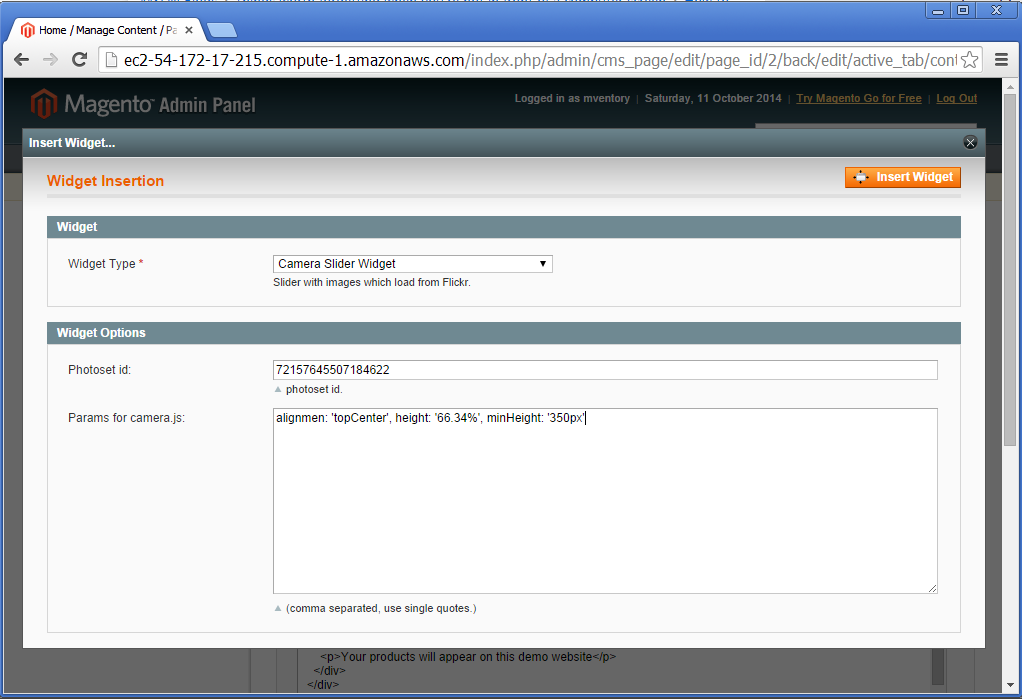 Home / Manage Content / Pa
ec2-54-172-17-215.compute-1.amazonaws.com/index.php/admin/cms_page/edit/page_id/2/back/edit/active_tab/cont
Magento Admin Panel
Logged in as mventory | Saturday, 11 October 2014 | Try Magento Go for Free | Log Out
Insert Widget...
Widget Insertion
Insert Widget
Widget
Widget Type *
Camera Slider Widget
Slider with images which load from Flickr.
Widget Options
Photoset id:
72157645507184622
photoset id.
Params for camera.js:
alignmen: 'topCenter', height: '66.34%', minHeight: '350px'
(comma separated, use single quotes.)
<p>Your products will appear on this demo website</p>
</div>
</div>